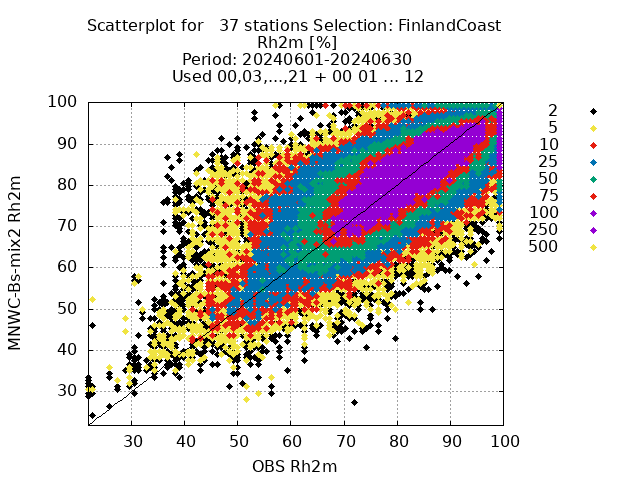 Scatterplot for   37 stations Selection: FinlandCoast
Rh2m [%]
Period: 20240601-20240630
Used 00,03,...,21 + 00 01 ... 12
MNWC-Bs-mix2 Rh2m
100
90
80
70
60
50
40
30
30 40 50 60 70 80 90 100
OBS Rh2m
2
5
10
25
50
75
100
250
500